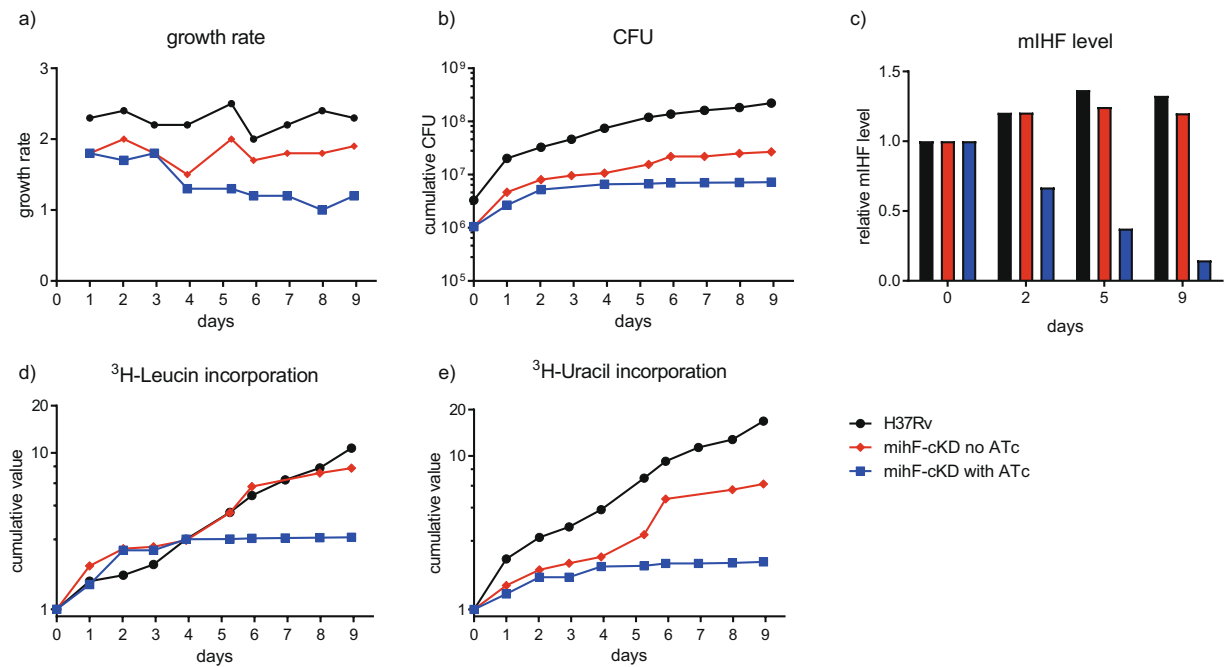 a)
growth rate
3
2
1
0
growth rate
0 1 2 3 4 5 6 7 8 9
days
b)
CFU
10⁹
10⁸
10⁷
10⁶
10⁵
cumulative CFU
0 1 2 3 4 5 6 7 8 9
days
c)
mIHF level
1.5
1.0
0.5
0.0
relative mIHF level
0 2 5 9
days
d)
³H-Leucin incorporation
20
10
1
cumulative value
0 1 2 3 4 5 6 7 8 9
days
e)
³H-Uracil incorporation
20
10
1
cumulative value
0 1 2 3 4 5 6 7 8 9
days
H37Rv
mihF-cKD no ATc
mihF-cKD with ATc